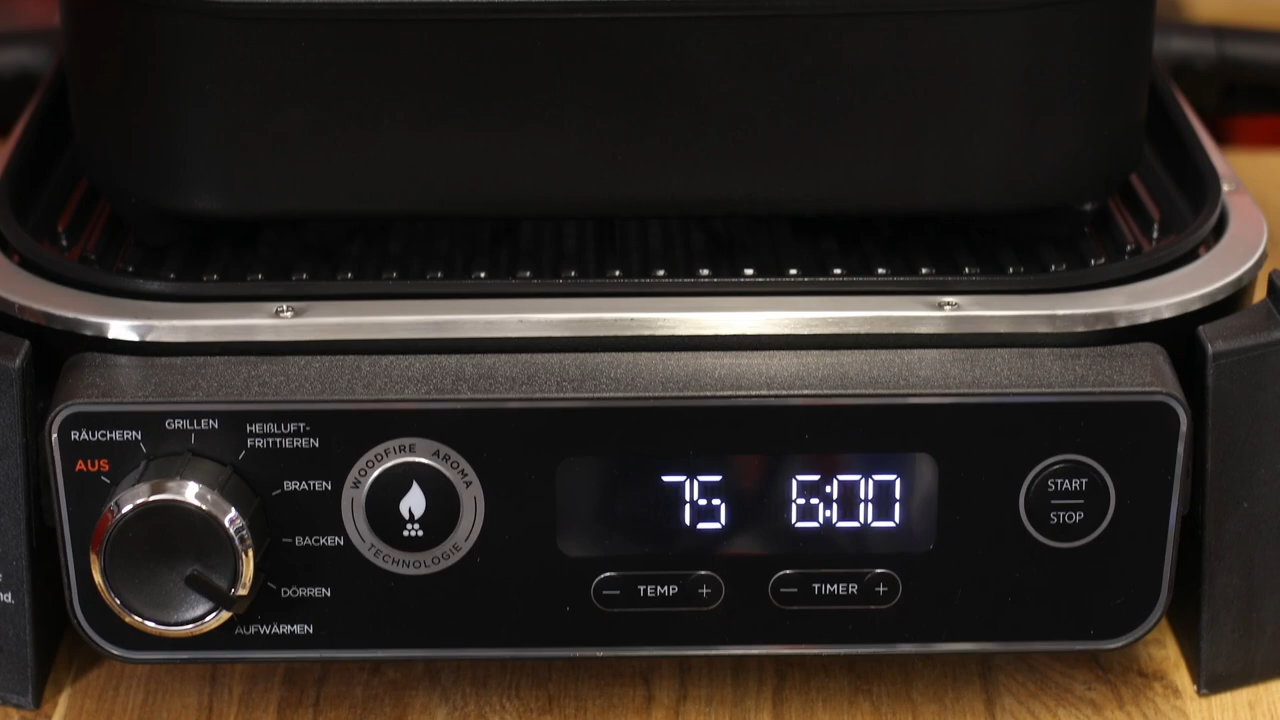 RÄUCHERN
GRILLEN
HEIßLUFT-
FRITTIEREN
AUS
BRATEN
BACKEN
DÖRREN
AUFWÄRMEN
WOODFIRE AROMA
TECHNOLOGIE
75
6:00
− TEMP +
− TIMER +
START
STOP
nd.